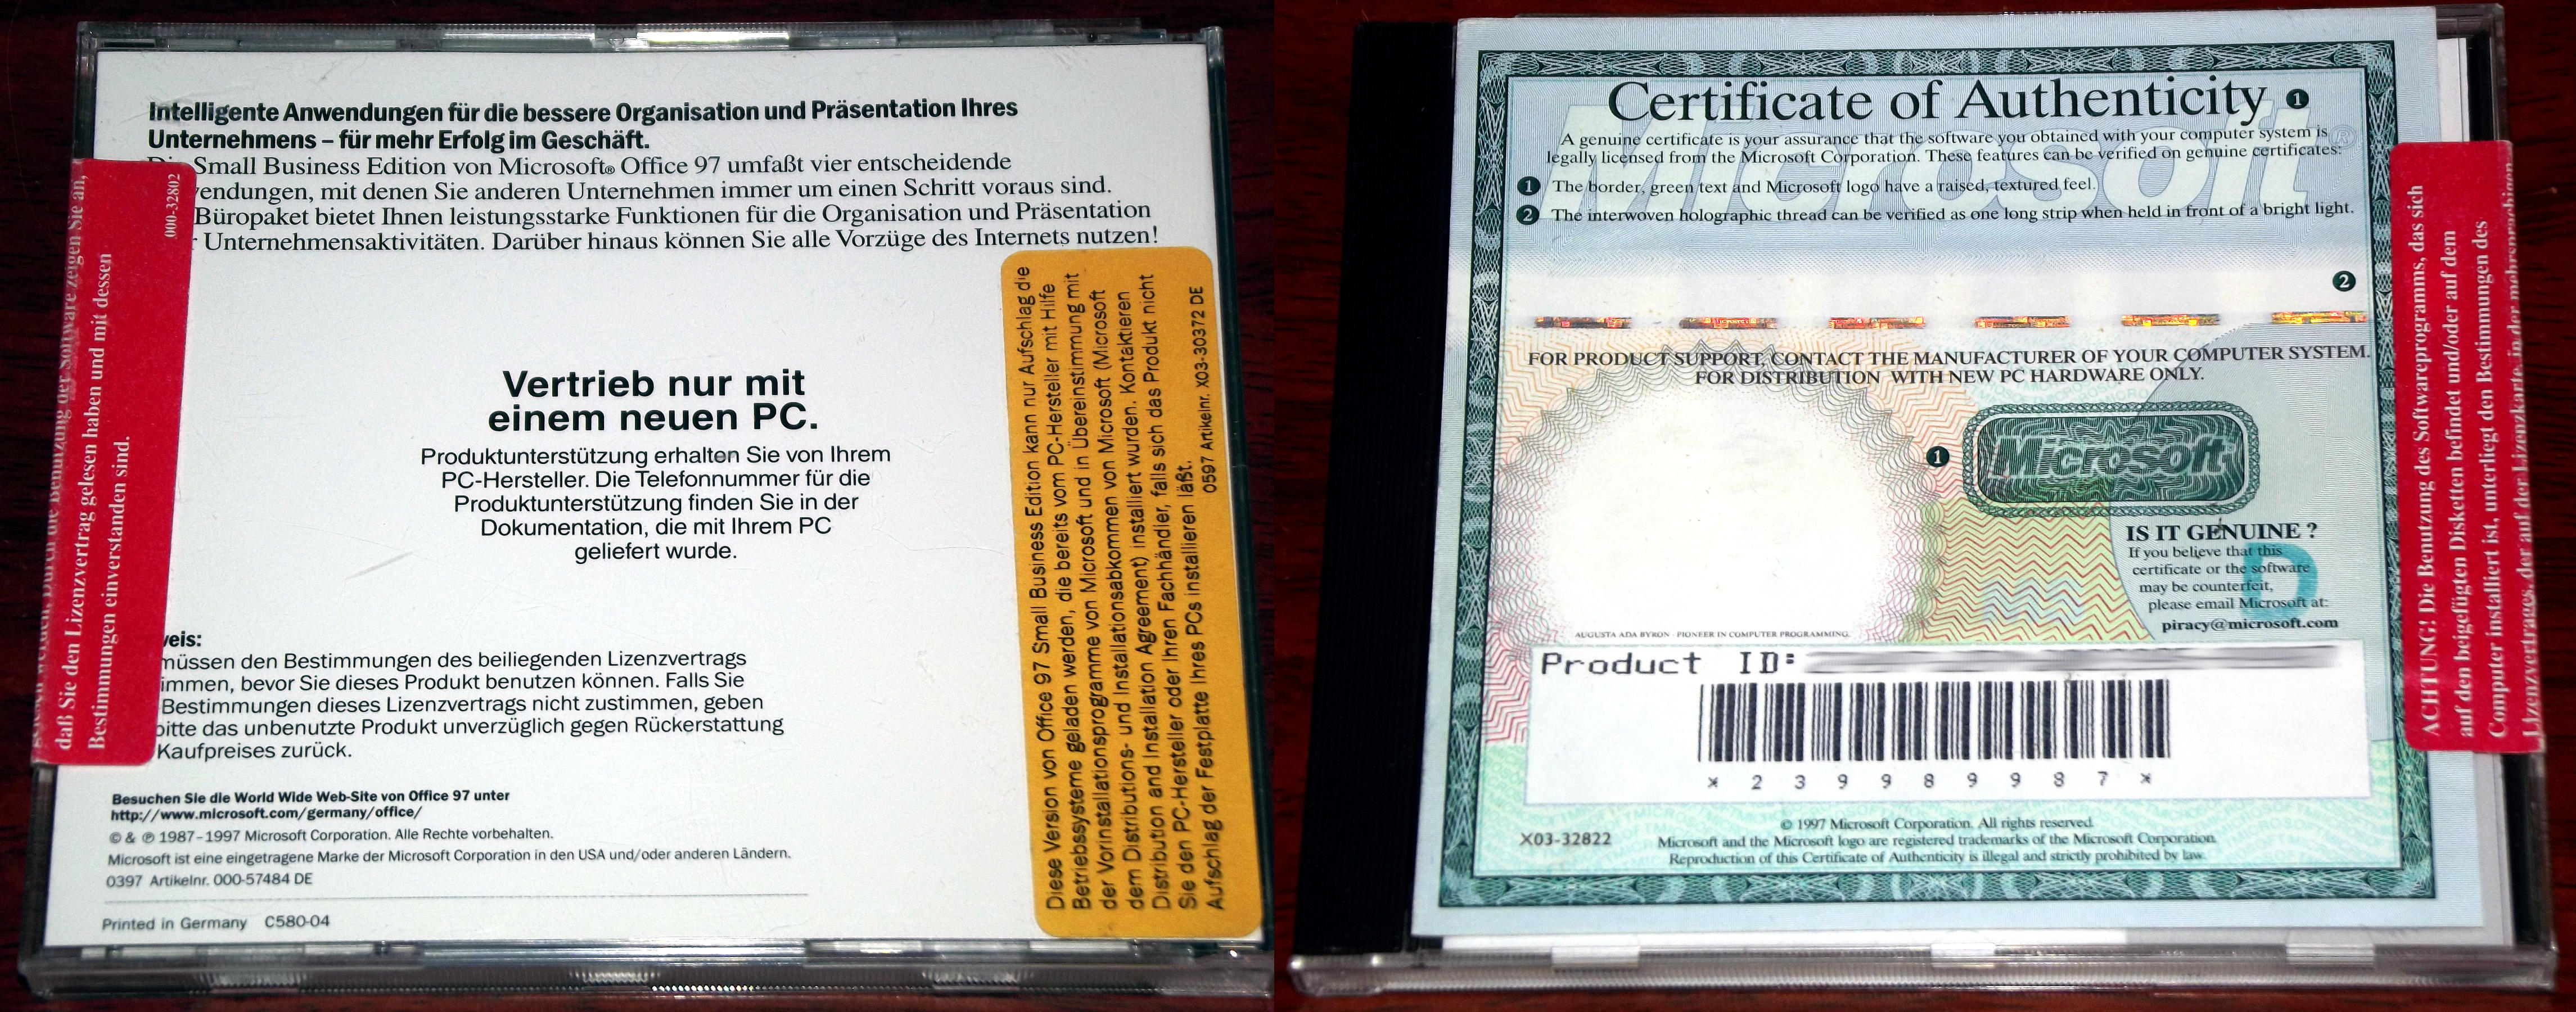 Intelligente Anwendungen für die bessere Organisation und Präsentation Ihres
Unternehmens – für mehr Erfolg im Geschäft.
Small Business Edition von Microsoft® Office 97 umfaßt vier entscheidende
wendungen, mit denen Sie anderen Unternehmen immer um einen Schritt voraus sind.
Büropaket bietet Ihnen leistungsstarke Funktionen für die Organisation und Präsentation
r Unternehmensaktivitäten. Darüber hinaus können Sie alle Vorzüge des Internets nutzen!
000-32802
die Benutzung der Software zeigen Sie an,
daß Sie den Lizenzvertrag gelesen haben und mit dessen
Bestimmungen einverstanden sind.
Vertrieb nur mit
einem neuen PC.
Produktunterstützung erhalten Sie von Ihrem
PC-Hersteller. Die Telefonnummer für die
Produktunterstützung finden Sie in der
Dokumentation, die mit Ihrem PC
geliefert wurde.
Diese Version von Office 97 Small Business Edition kann nur Aufschlag die
Betriebssysteme geladen werden, die bereits vom PC-Hersteller mit Hilfe
der Vorinstallationsprogramme von Microsoft und in Übereinstimmung mit
dem Distributions- und Installationsabkommen von Microsoft (Microsoft
Distribution and Installation Agreement) installiert wurden. Kontaktieren
Sie den PC-Hersteller oder Ihren Fachhändler, falls sich das Produkt nicht
Aufschlag der Festplatte Ihres PCs installieren läßt.
0597 Artikelnr. X03-30372 DE
weis:
müssen den Bestimmungen des beiliegenden Lizenzvertrags
immen, bevor Sie dieses Produkt benutzen können. Falls Sie
Bestimmungen dieses Lizenzvertrags nicht zustimmen, geben
bitte das unbenutzte Produkt unverzüglich gegen Rückerstattung
Kaufpreises zurück.
Besuchen Sie die World Wide Web-Site von Office 97 unter
http://www.microsoft.com/germany/office/
© & ℗ 1987–1997 Microsoft Corporation. Alle Rechte vorbehalten.
Microsoft ist eine eingetragene Marke der Microsoft Corporation in den USA und/oder anderen Ländern.
0397 Artikelnr. 000-57484 DE
Printed in Germany C580-04
Certificate of Authenticity 1
Microsoft®
A genuine certificate is your assurance that the software you obtained with your computer system is
legally licensed from the Microsoft Corporation. These features can be verified on genuine certificates:
1 The border, green text and Microsoft logo have a raised, textured feel.
2 The interwoven holographic thread can be verified as one long strip when held in front of a bright light.
2
FOR PRODUCT SUPPORT, CONTACT THE MANUFACTURER OF YOUR COMPUTER SYSTEM.
FOR DISTRIBUTION WITH NEW PC HARDWARE ONLY.
1 Microsoft
IS IT GENUINE ?
If you believe that this
certificate or the software
may be counterfeit,
please email Microsoft at:
piracy@microsoft.com
AUGUSTA ADA BYRON - PIONEER IN COMPUTER PROGRAMMING.
Product ID:
* 2 3 9 9 8 9 9 8 7 *
X03-32822
© 1997 Microsoft Corporation. All rights reserved.
Microsoft and the Microsoft logo are registered trademarks of the Microsoft Corporation.
Reproduction of this Certificate of Authenticity is illegal and strictly prohibited by law.
ACHTUNG! Die Benutzung des Softwareprogramms, das sich
auf den beigefügten Disketten befindet und/oder auf dem
Computer installiert ist, unterliegt den Bestimmungen des
Lizenzvertrages, der auf der Lizenzkarte in der